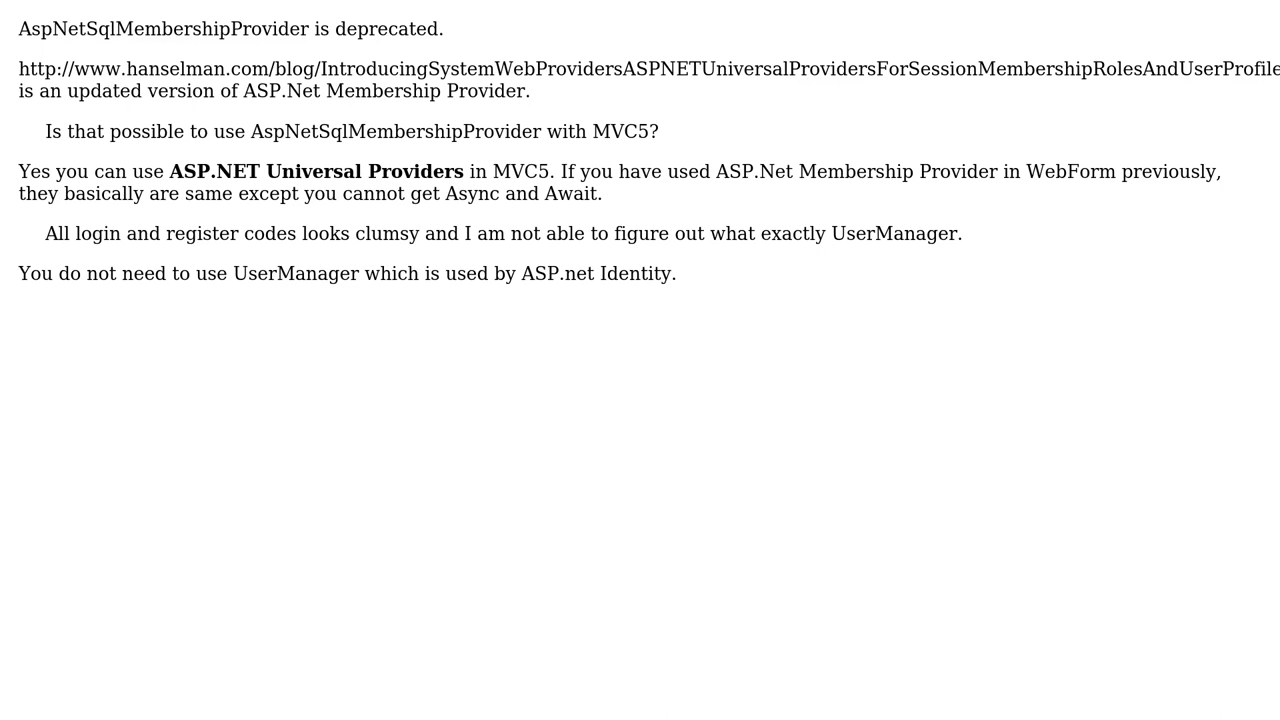 AspNetSqlMembershipProvider is deprecated.
http://www.hanselman.com/blog/IntroducingSystemWebProvidersASPNETUniversalProvidersForSessionMembershipRolesAndUserProfile
is an updated version of ASP.Net Membership Provider.
Is that possible to use AspNetSqlMembershipProvider with MVC5?
Yes you can use ASP.NET Universal Providers in MVC5. If you have used ASP.Net Membership Provider in WebForm previously,
they basically are same except you cannot get Async and Await.
All login and register codes looks clumsy and I am not able to figure out what exactly UserManager.
You do not need to use UserManager which is used by ASP.net Identity.